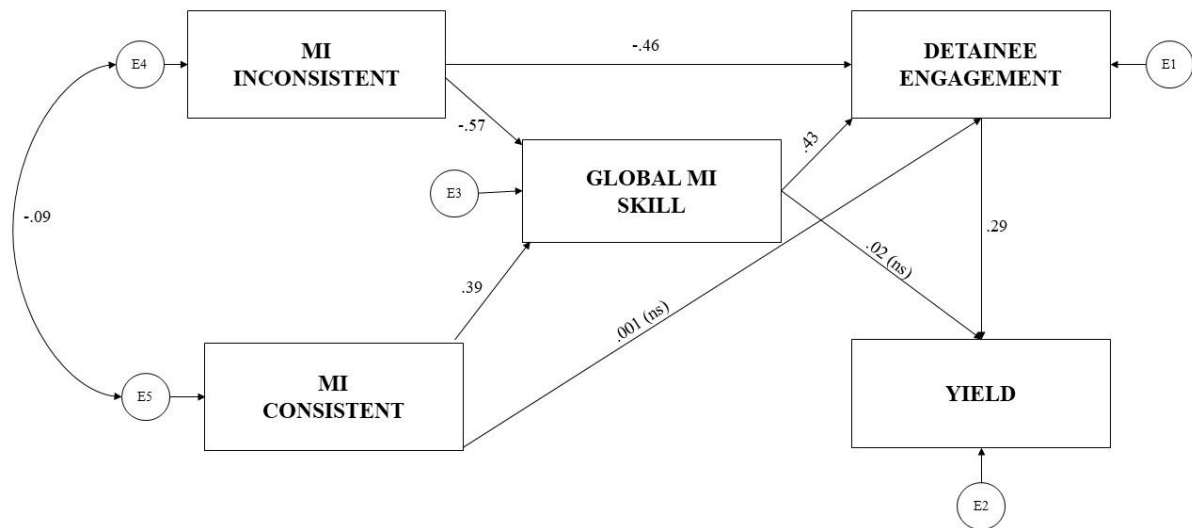 MI
INCONSISTENT
-.46
DETAINEE
ENGAGEMENT
E4
E1
-.57
.43
GLOBAL MI
SKILL
E3
-.09
.29
.02 (ns)
.39
.001 (ns)
MI
CONSISTENT
E5
YIELD
E2